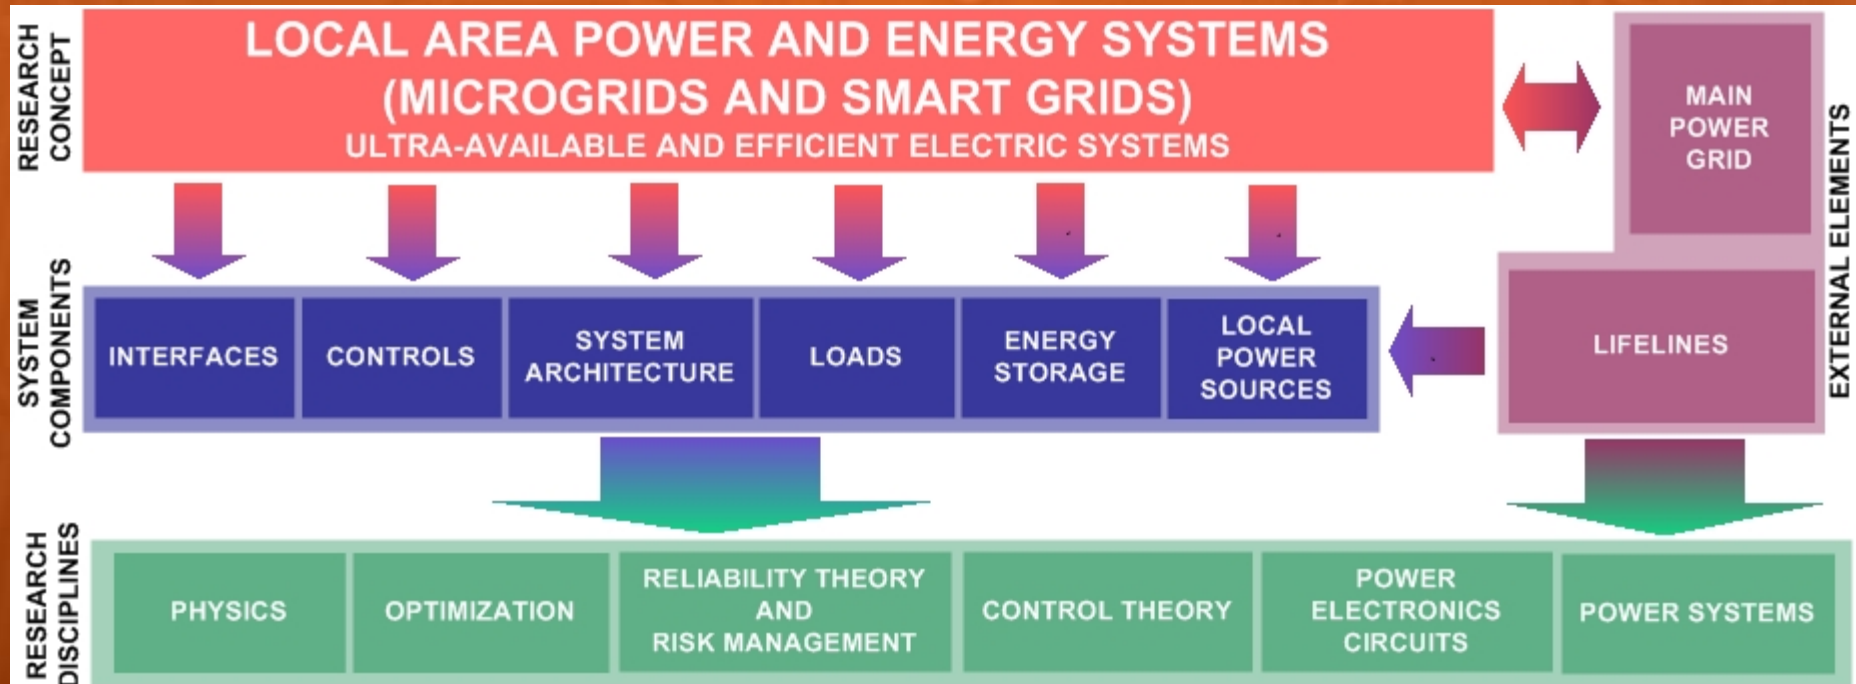 RESEARCH
CONCEPT
LOCAL AREA POWER AND ENERGY SYSTEMS
(MICROGRIDS AND SMART GRIDS)
ULTRA-AVAILABLE AND EFFICIENT ELECTRIC SYSTEMS
MAIN
POWER
GRID
EXTERNAL ELEMENTS
SYSTEM
COMPONENTS
INTERFACES
CONTROLS
SYSTEM
ARCHITECTURE
LOADS
ENERGY
STORAGE
LOCAL
POWER
SOURCES
LIFELINES
RESEARCH
DISCIPLINES
PHYSICS
OPTIMIZATION
RELIABILITY THEORY
AND
RISK MANAGEMENT
CONTROL THEORY
POWER
ELECTRONICS
CIRCUITS
POWER SYSTEMS